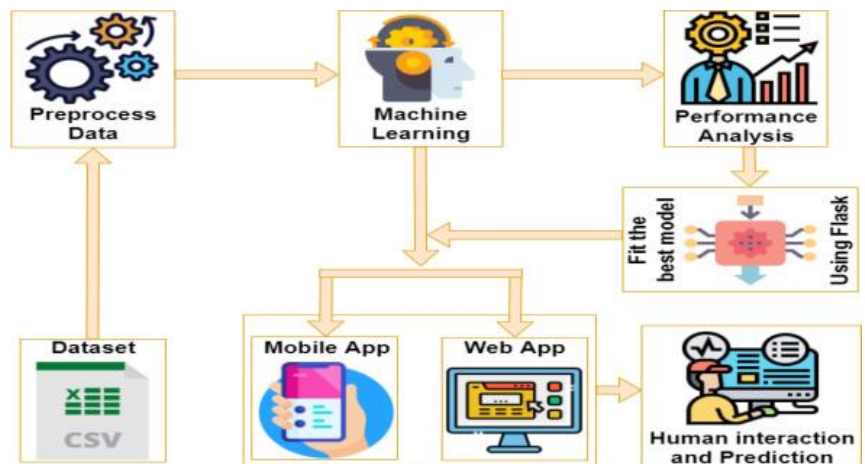 Preprocess
Data
Machine
Learning
Performance
Analysis
Fit the
best model
Using Flask
Dataset
CSV
Mobile App
Web App
Human interaction
and Prediction